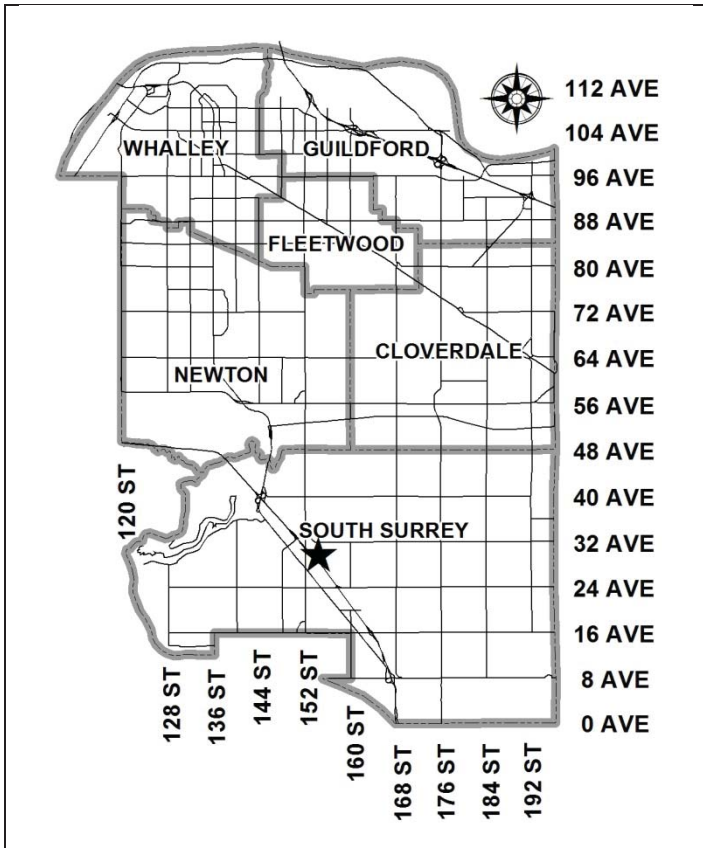 112 AVE
104 AVE
WHALLEY
GUILDFORD
96 AVE
88 AVE
FLEETWOOD
80 AVE
72 AVE
CLOVERDALE
64 AVE
NEWTON
56 AVE
48 AVE
120 ST
40 AVE
SOUTH SURREY
32 AVE
24 AVE
16 AVE
128 ST
136 ST
144 ST
152 ST
8 AVE
160 ST
0 AVE
168 ST
176 ST
184 ST
192 ST